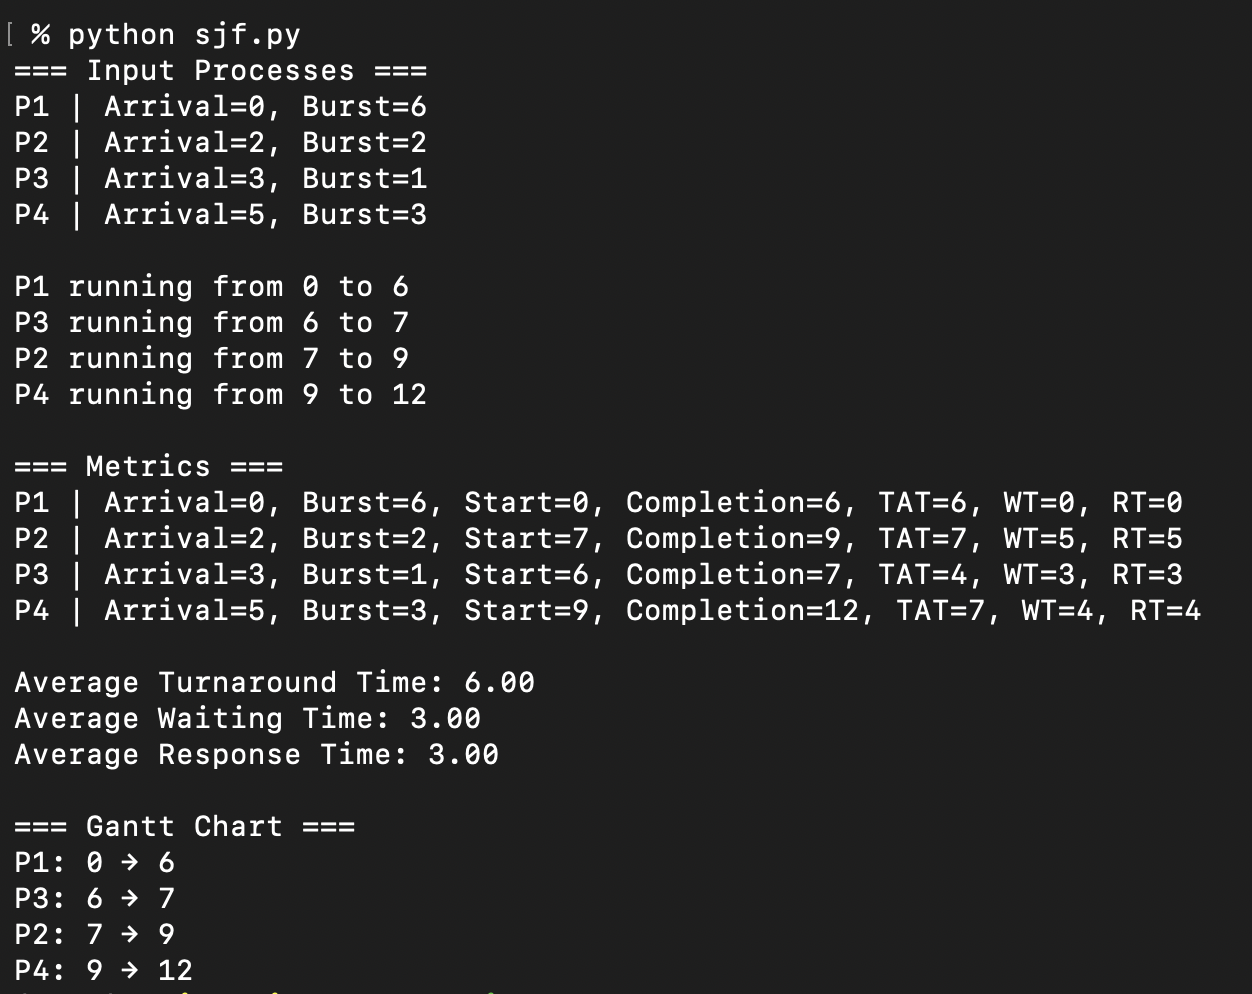 [ % python sjf.py
=== Input Processes ===
P1 | Arrival=0, Burst=6
P2 | Arrival=2, Burst=2
P3 | Arrival=3, Burst=1
P4 | Arrival=5, Burst=3
P1 running from 0 to 6
P3 running from 6 to 7
P2 running from 7 to 9
P4 running from 9 to 12
=== Metrics ===
P1 | Arrival=0, Burst=6, Start=0, Completion=6, TAT=6, WT=0, RT=0
P2 | Arrival=2, Burst=2, Start=7, Completion=9, TAT=7, WT=5, RT=5
P3 | Arrival=3, Burst=1, Start=6, Completion=7, TAT=4, WT=3, RT=3
P4 | Arrival=5, Burst=3, Start=9, Completion=12, TAT=7, WT=4, RT=4
Average Turnaround Time: 6.00
Average Waiting Time: 3.00
Average Response Time: 3.00
=== Gantt Chart ===
P1: 0 → 6
P3: 6 → 7
P2: 7 → 9
P4: 9 → 12